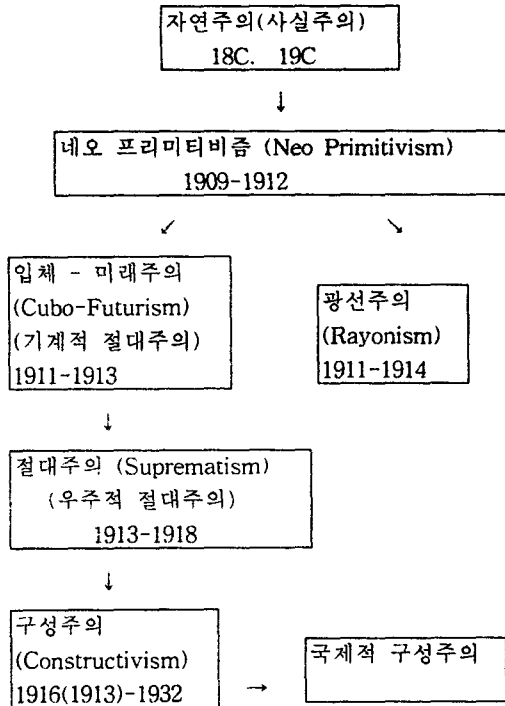 자연주의(사실주의)
18C. 19C
↓
네오 프리미티비즘 (Neo Primitivism)
1909-1912
↙ ↘
입체 - 미래주의
(Cubo-Futurism)
(기계적 절대주의)
1911-1913
광선주의
(Rayonism)
1911-1914
↓
절대주의 (Suprematism)
(우주적 절대주의)
1913-1918
↓
구성주의
(Constructivism)
1916(1913)-1932
→
국제적 구성주의